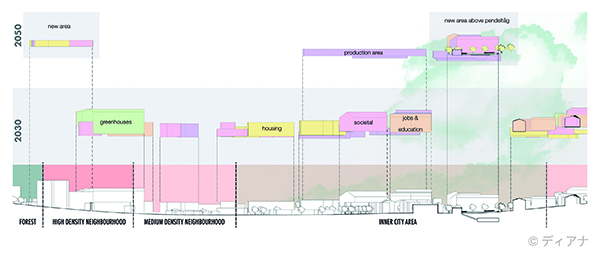 2050
new area
new area above pendeltåg
production area
2030
greenhouses
housing
societal
jobs &
education
FOREST
HIGH DENSITY NEIGHBOURHOOD
MEDIUM DENSITY NEIGHBOURHOOD
INNER CITY AREA
© ディアナ